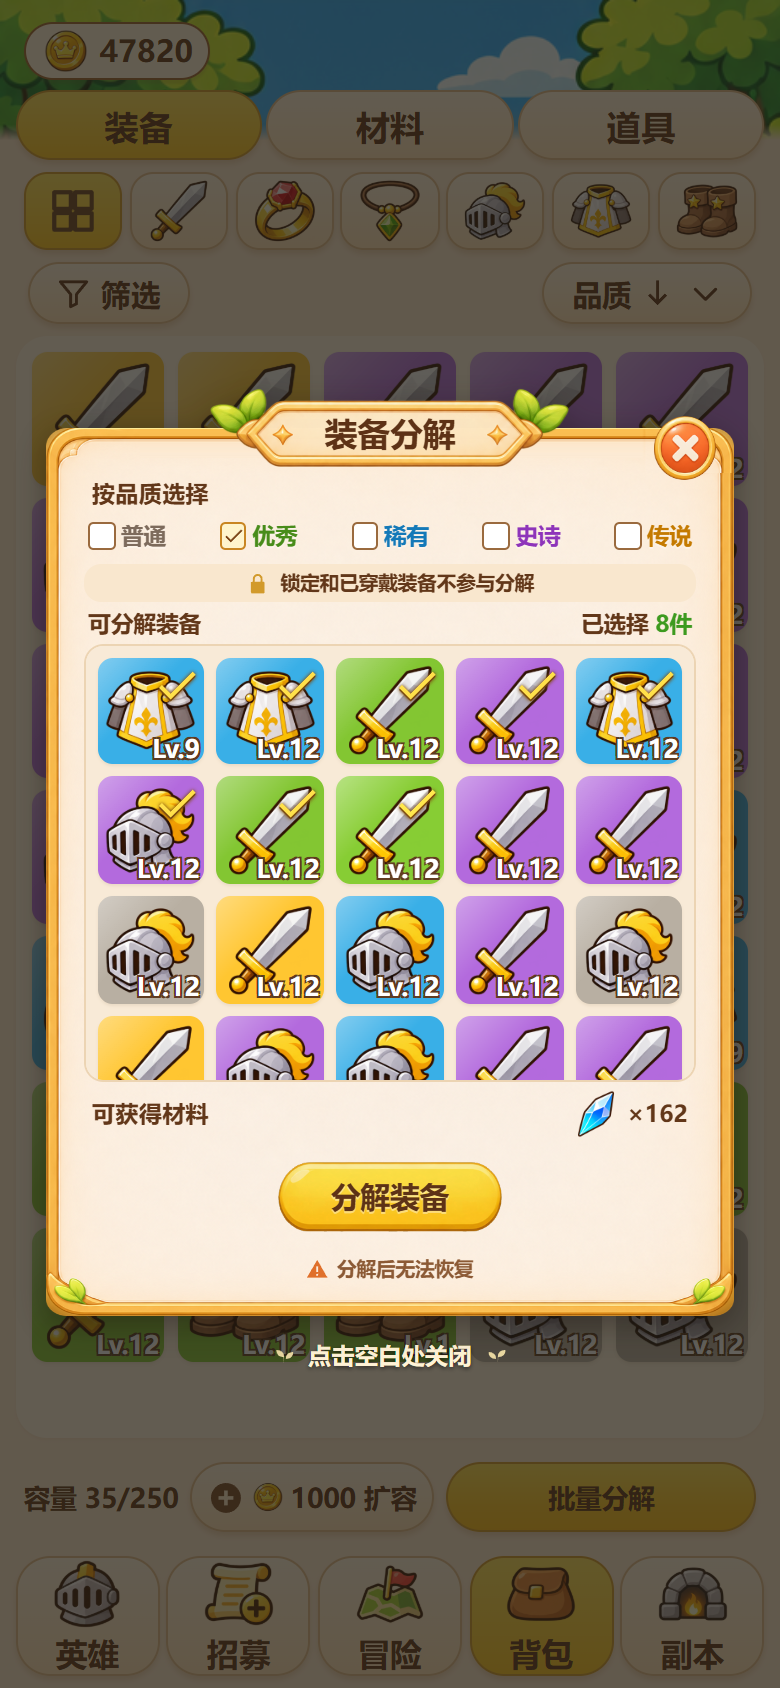 47820
装备 材料 道具
筛选 品质
装备分解
按品质选择
普通 优秀 稀有 史诗 传说
锁定和已穿戴装备不参与分解
可分解装备 已选择 8件
Lv.9 Lv.12 Lv.12 Lv.12 Lv.12
Lv.12 Lv.12 Lv.12 Lv.12 Lv.12
Lv.12 Lv.12 Lv.12 Lv.12 Lv.12
可获得材料 ×162
分解装备
分解后无法恢复
Lv.12 Lv.12 Lv.1 Lv.12 Lv.12
点击空白处关闭
容量 35/250 1000 扩容 批量分解
英雄 招募 冒险 背包 副本